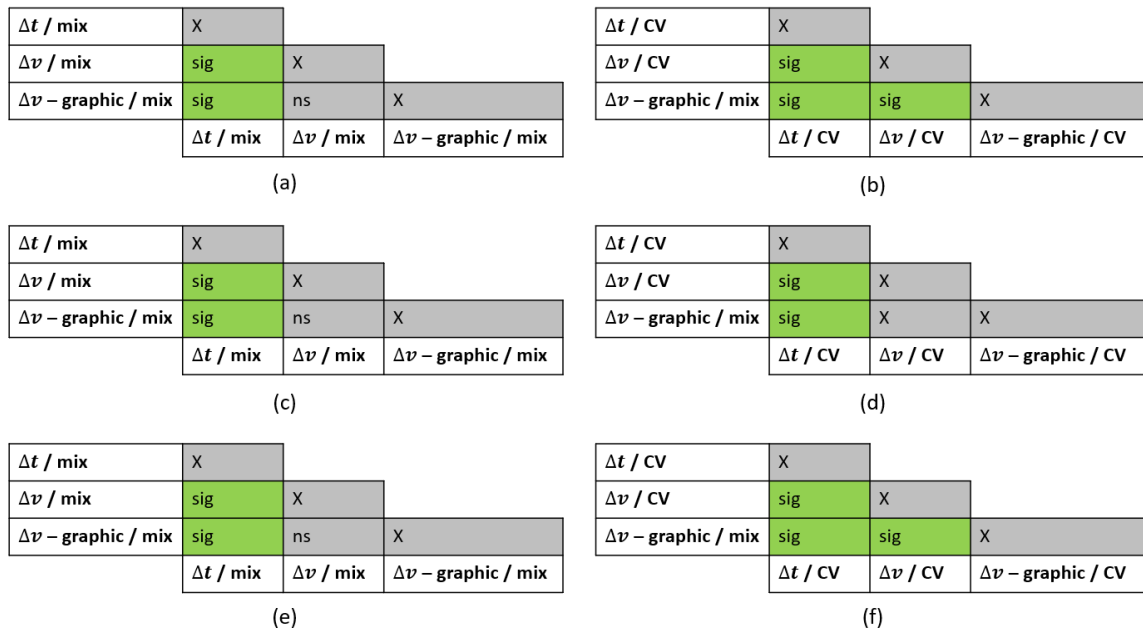 Δt / mix X
Δv / mix sig X
Δv – graphic / mix sig ns X
Δt / mix Δv / mix Δv – graphic / mix
(a)
Δt / CV X
Δv / CV sig X
Δv – graphic / mix sig sig X
Δt / CV Δv / CV Δv – graphic / CV
(b)
Δt / mix X
Δv / mix sig X
Δv – graphic / mix sig ns X
Δt / mix Δv / mix Δv – graphic / mix
(c)
Δt / CV X
Δv / CV sig X
Δv – graphic / mix sig X X
Δt / CV Δv / CV Δv – graphic / CV
(d)
Δt / mix X
Δv / mix sig X
Δv – graphic / mix sig ns X
Δt / mix Δv / mix Δv – graphic / mix
(e)
Δt / CV X
Δv / CV sig X
Δv – graphic / mix sig sig X
Δt / CV Δv / CV Δv – graphic / CV
(f)